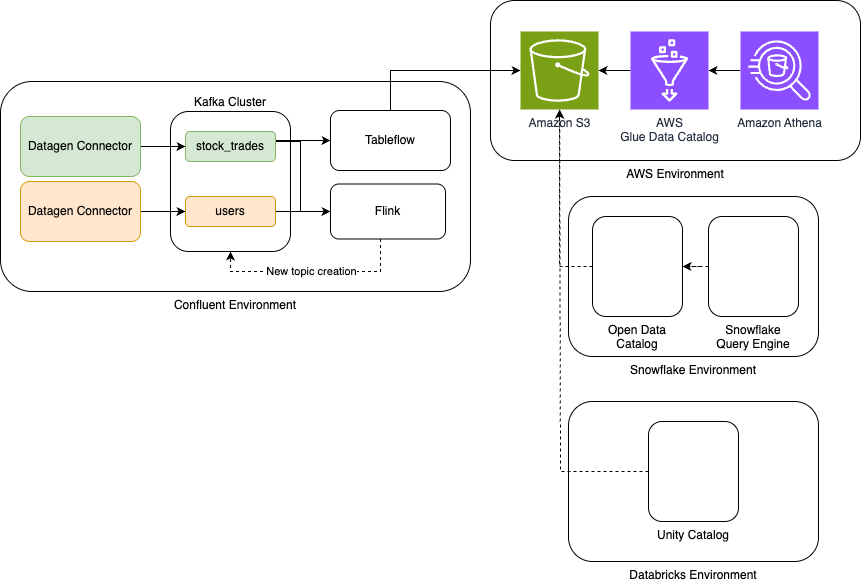 Kafka Cluster
Datagen Connector
stock_trades
Tableflow
Datagen Connector
users
Flink
New topic creation
Confluent Environment
Amazon S3
AWS
Glue Data Catalog
Amazon Athena
AWS Environment
Open Data
Catalog
Snowflake
Query Engine
Snowflake Environment
Unity Catalog
Databricks Environment